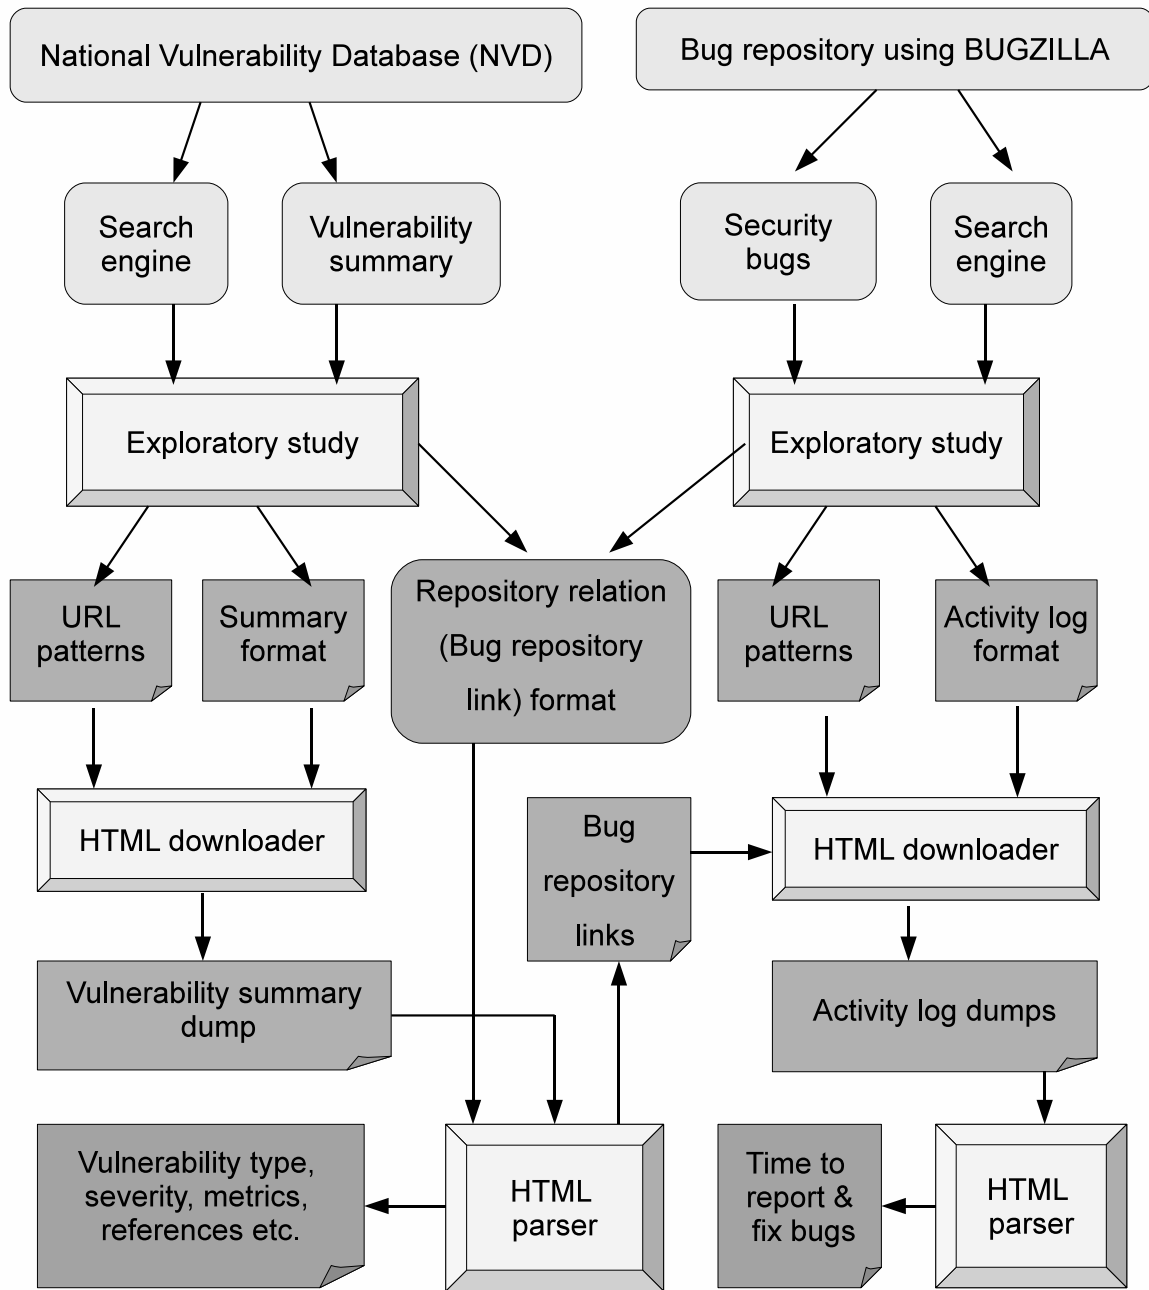 National Vulnerability Database (NVD)
Bug repository using BUGZILLA
Search
engine
Vulnerability
summary
Security
bugs
Search
engine
Exploratory study
Exploratory study
URL
patterns
Summary
format
Repository relation
(Bug repository
link) format
URL
patterns
Activity log
format
HTML downloader
Bug
repository
links
HTML downloader
Vulnerability summary
dump
Activity log dumps
Vulnerability type,
severity, metrics,
references etc.
HTML
parser
Time to
report &
fix bugs
HTML
parser